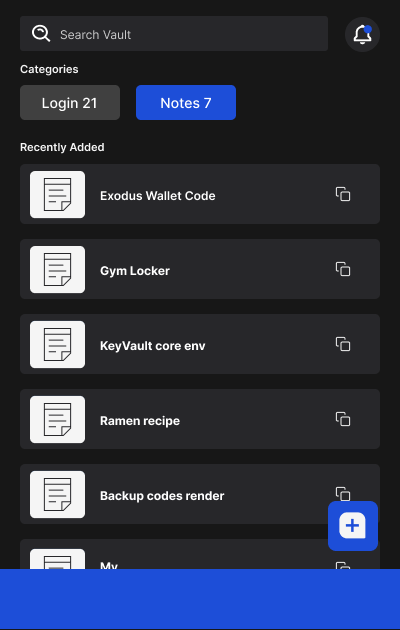 Search Vault
Categories
Login 21
Notes 7
Recently Added
Exodus Wallet Code
Gym Locker
KeyVault core env
Ramen recipe
Backup codes render
My